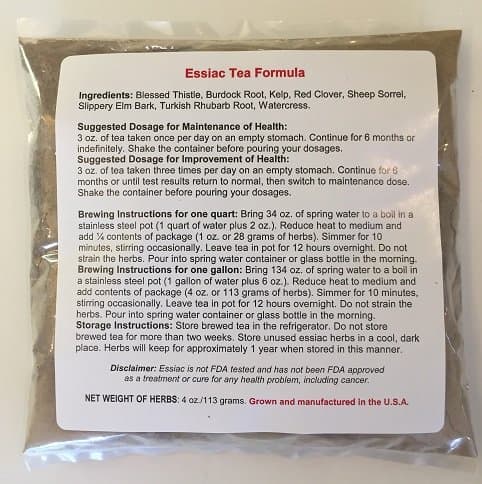 Essiac Tea Formula
Ingredients: Blessed Thistle, Burdock Root, Kelp, Red Clover, Sheep Sorrel,
Slippery Elm Bark, Turkish Rhubarb Root, Watercress.
Suggested Dosage for Maintenance of Health:
3 oz. of tea taken once per day on an empty stomach. Continue for 6 months or
indefinitely. Shake the container before pouring your dosages.
Suggested Dosage for Improvement of Health:
3 oz. of tea taken three times per day on an empty stomach. Continue for 6
months or until test results return to normal, then switch to maintenance dose.
Shake the container before pouring your dosages.
Brewing Instructions for one quart: Bring 34 oz. of spring water to a boil in a
stainless steel pot (1 quart of water plus 2 oz.). Reduce heat to medium and
add ¼ contents of package (1 oz. or 28 grams of herbs). Simmer for 10
minutes, stirring occasionally. Leave tea in pot for 12 hours overnight. Do not
strain the herbs. Pour into spring water container or glass bottle in the morning.
Brewing Instructions for one gallon: Bring 134 oz. of spring water to a boil in
a stainless steel pot (1 gallon of water plus 6 oz.). Reduce heat to medium and
add contents of package (4 oz. or 113 grams of herbs). Simmer for 10 minutes,
stirring occasionally. Leave tea in pot for 12 hours overnight. Do not strain the
herbs. Pour into spring water container or glass bottle in the morning.
Storage Instructions: Store brewed tea in the refrigerator. Do not store
brewed tea for more than two weeks. Store unused essiac herbs in a cool, dark
place. Herbs will keep for approximately 1 year when stored in this manner.
Disclaimer: Essiac is not FDA tested and has not been FDA approved
as a treatment or cure for any health problem, including cancer.
NET WEIGHT OF HERBS: 4 oz./113 grams. Grown and manufactured in the U.S.A.